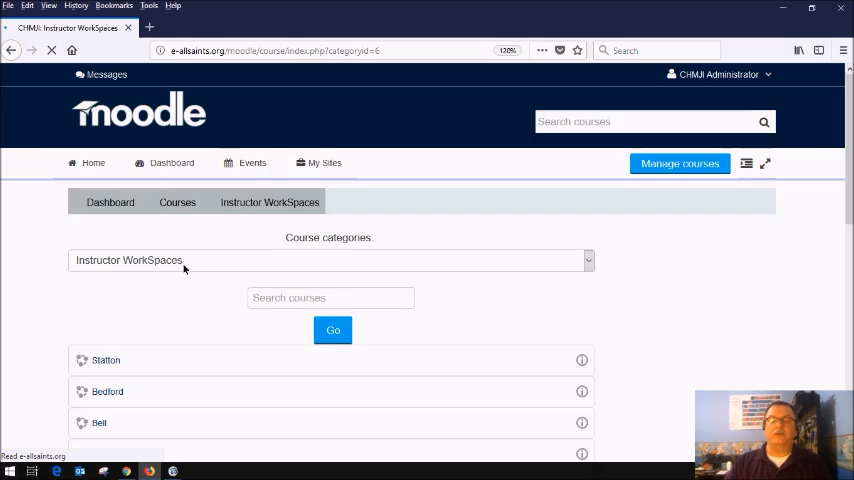 File Edit View History Bookmarks Tools Help
CHMJI: Instructor WorkSpaces
e-allsaints.org/moodle/course/index.php?categoryid=6 120% Search
Messages CHMJI Administrator
moodle Search courses
Home Dashboard Events My Sites Manage courses
Dashboard Courses Instructor WorkSpaces
Course categories:
Instructor WorkSpaces
Search courses
Go
Statton
Bedford
Bell
Read e-allsaints.org